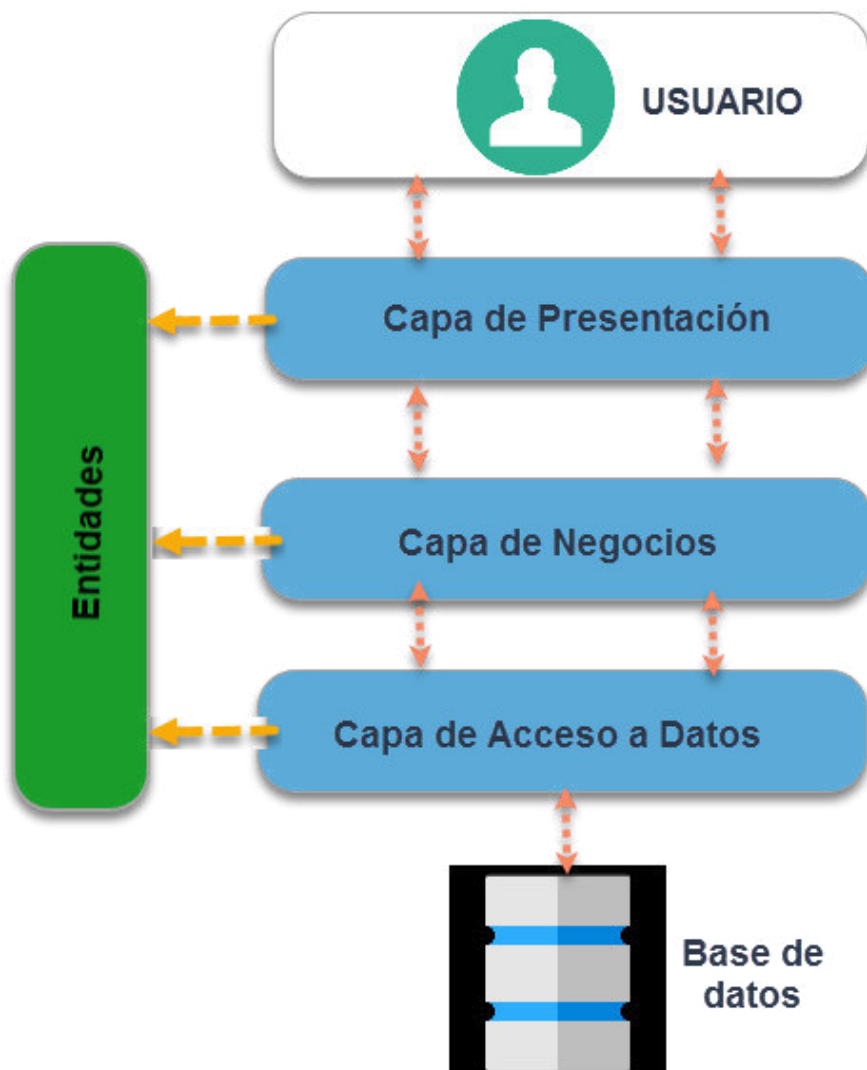 USUARIO
Capa de Presentación
Entidades
Capa de Negocios
Capa de Acceso a Datos
Base de
datos